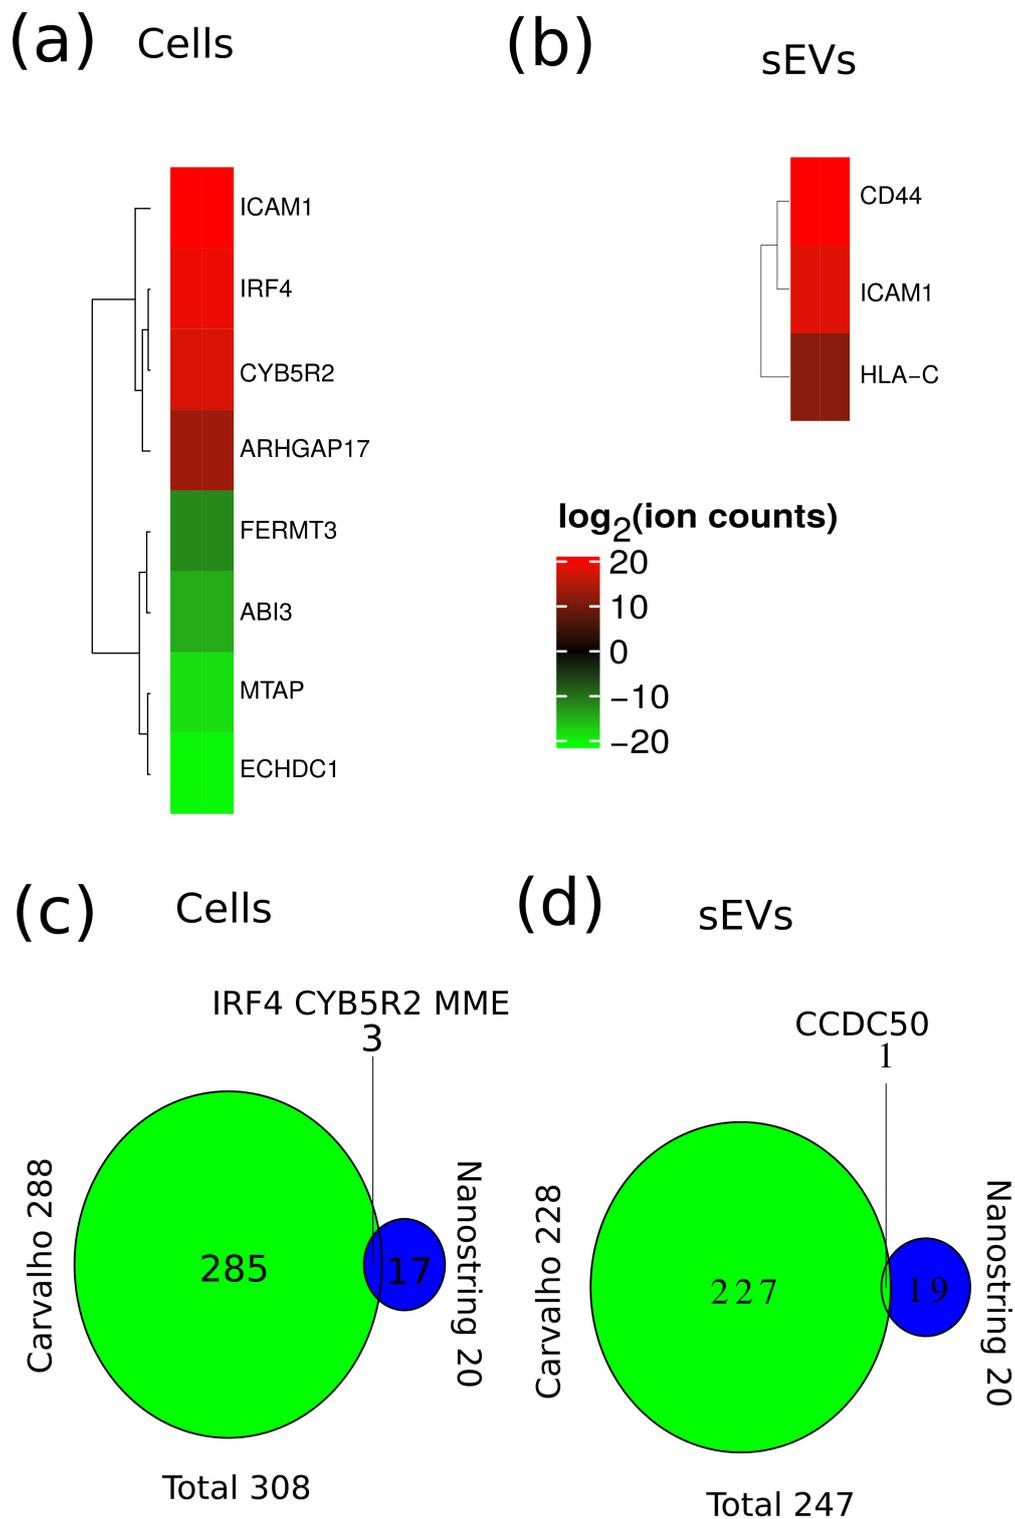 (a) Cells
ICAM1
IRF4
CYB5R2
ARHGAP17
FERMT3
ABI3
MTAP
ECHDC1
(b) sEVs
CD44
ICAM1
HLA−C
log2(ion counts)
20
10
0
−10
−20
(c) Cells
IRF4 CYB5R2 MME
3
Carvalho 288
285
17
Nanostring 20
Total 308
(d) sEVs
CCDC50
1
Carvalho 228
227
19
Nanostring 20
Total 247